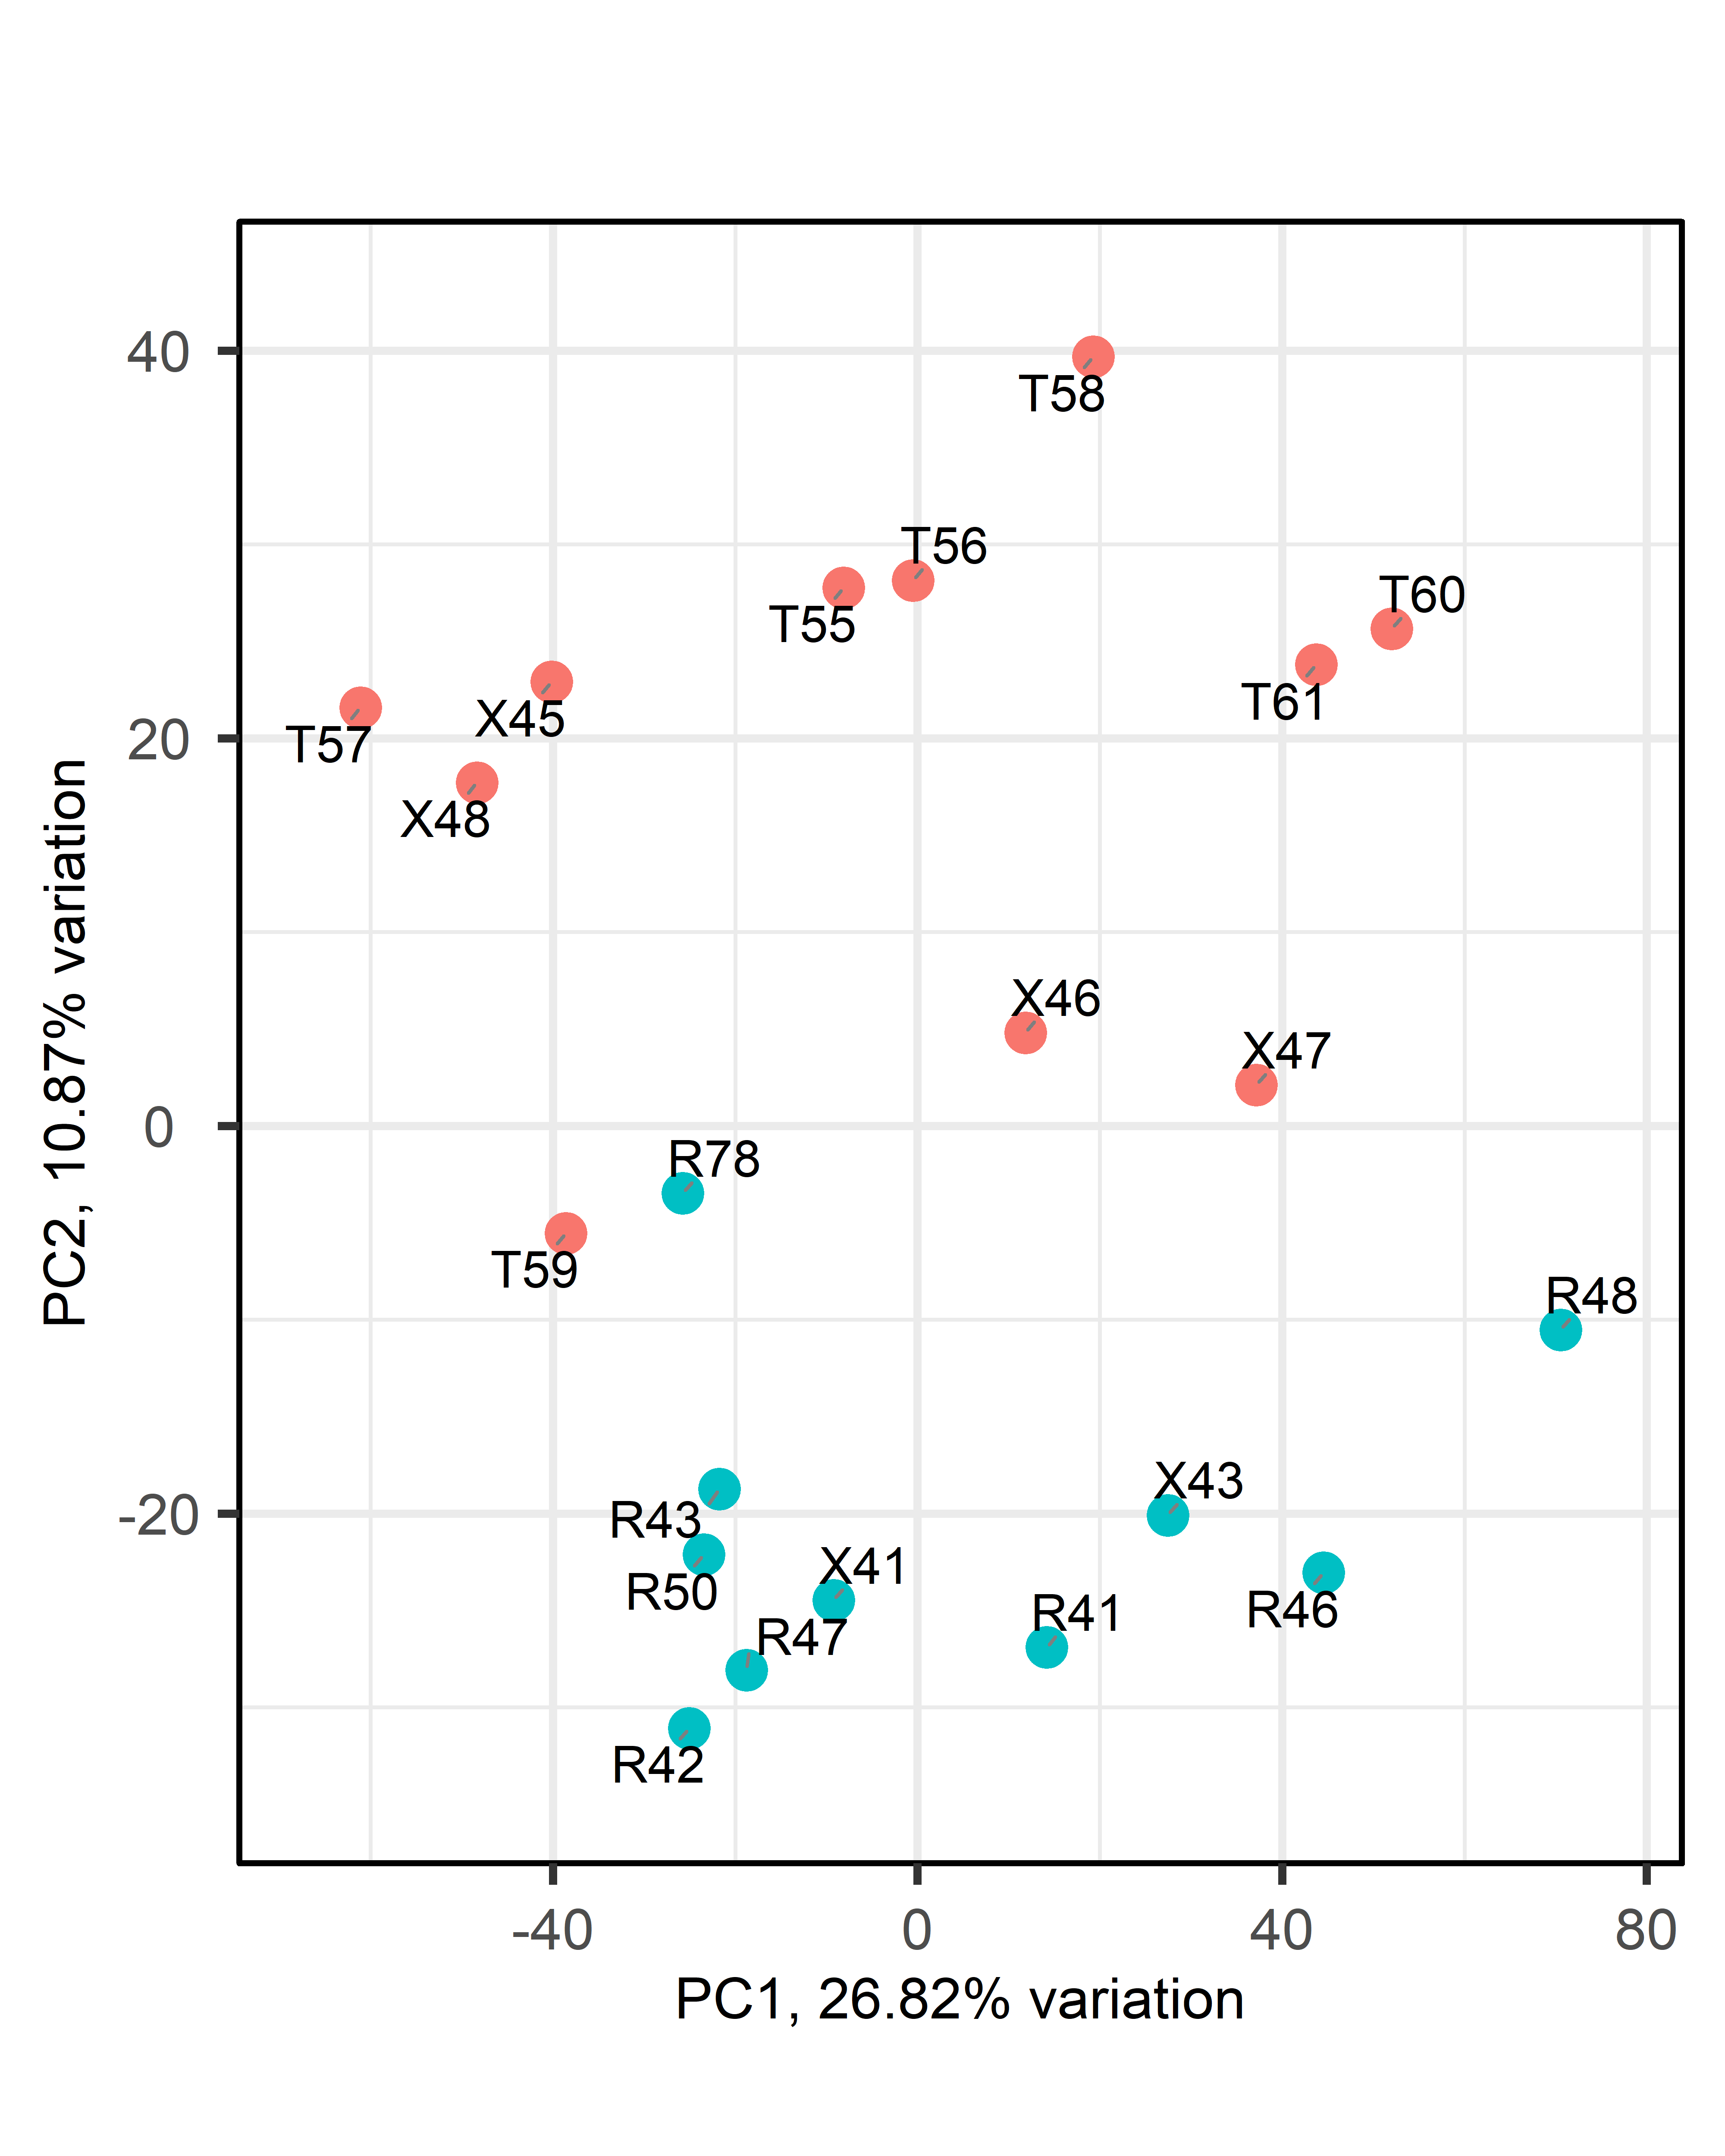 40
T58
T56
T60
T55
T61
X45
T57
20
X48
X46
X47
0
R78
T59
R48
X43
-20
R43
X41
R50
R46
R41
R47
R42
-40
0
40
80
PC1, 26.82% variation
PC2, 10.87% variation